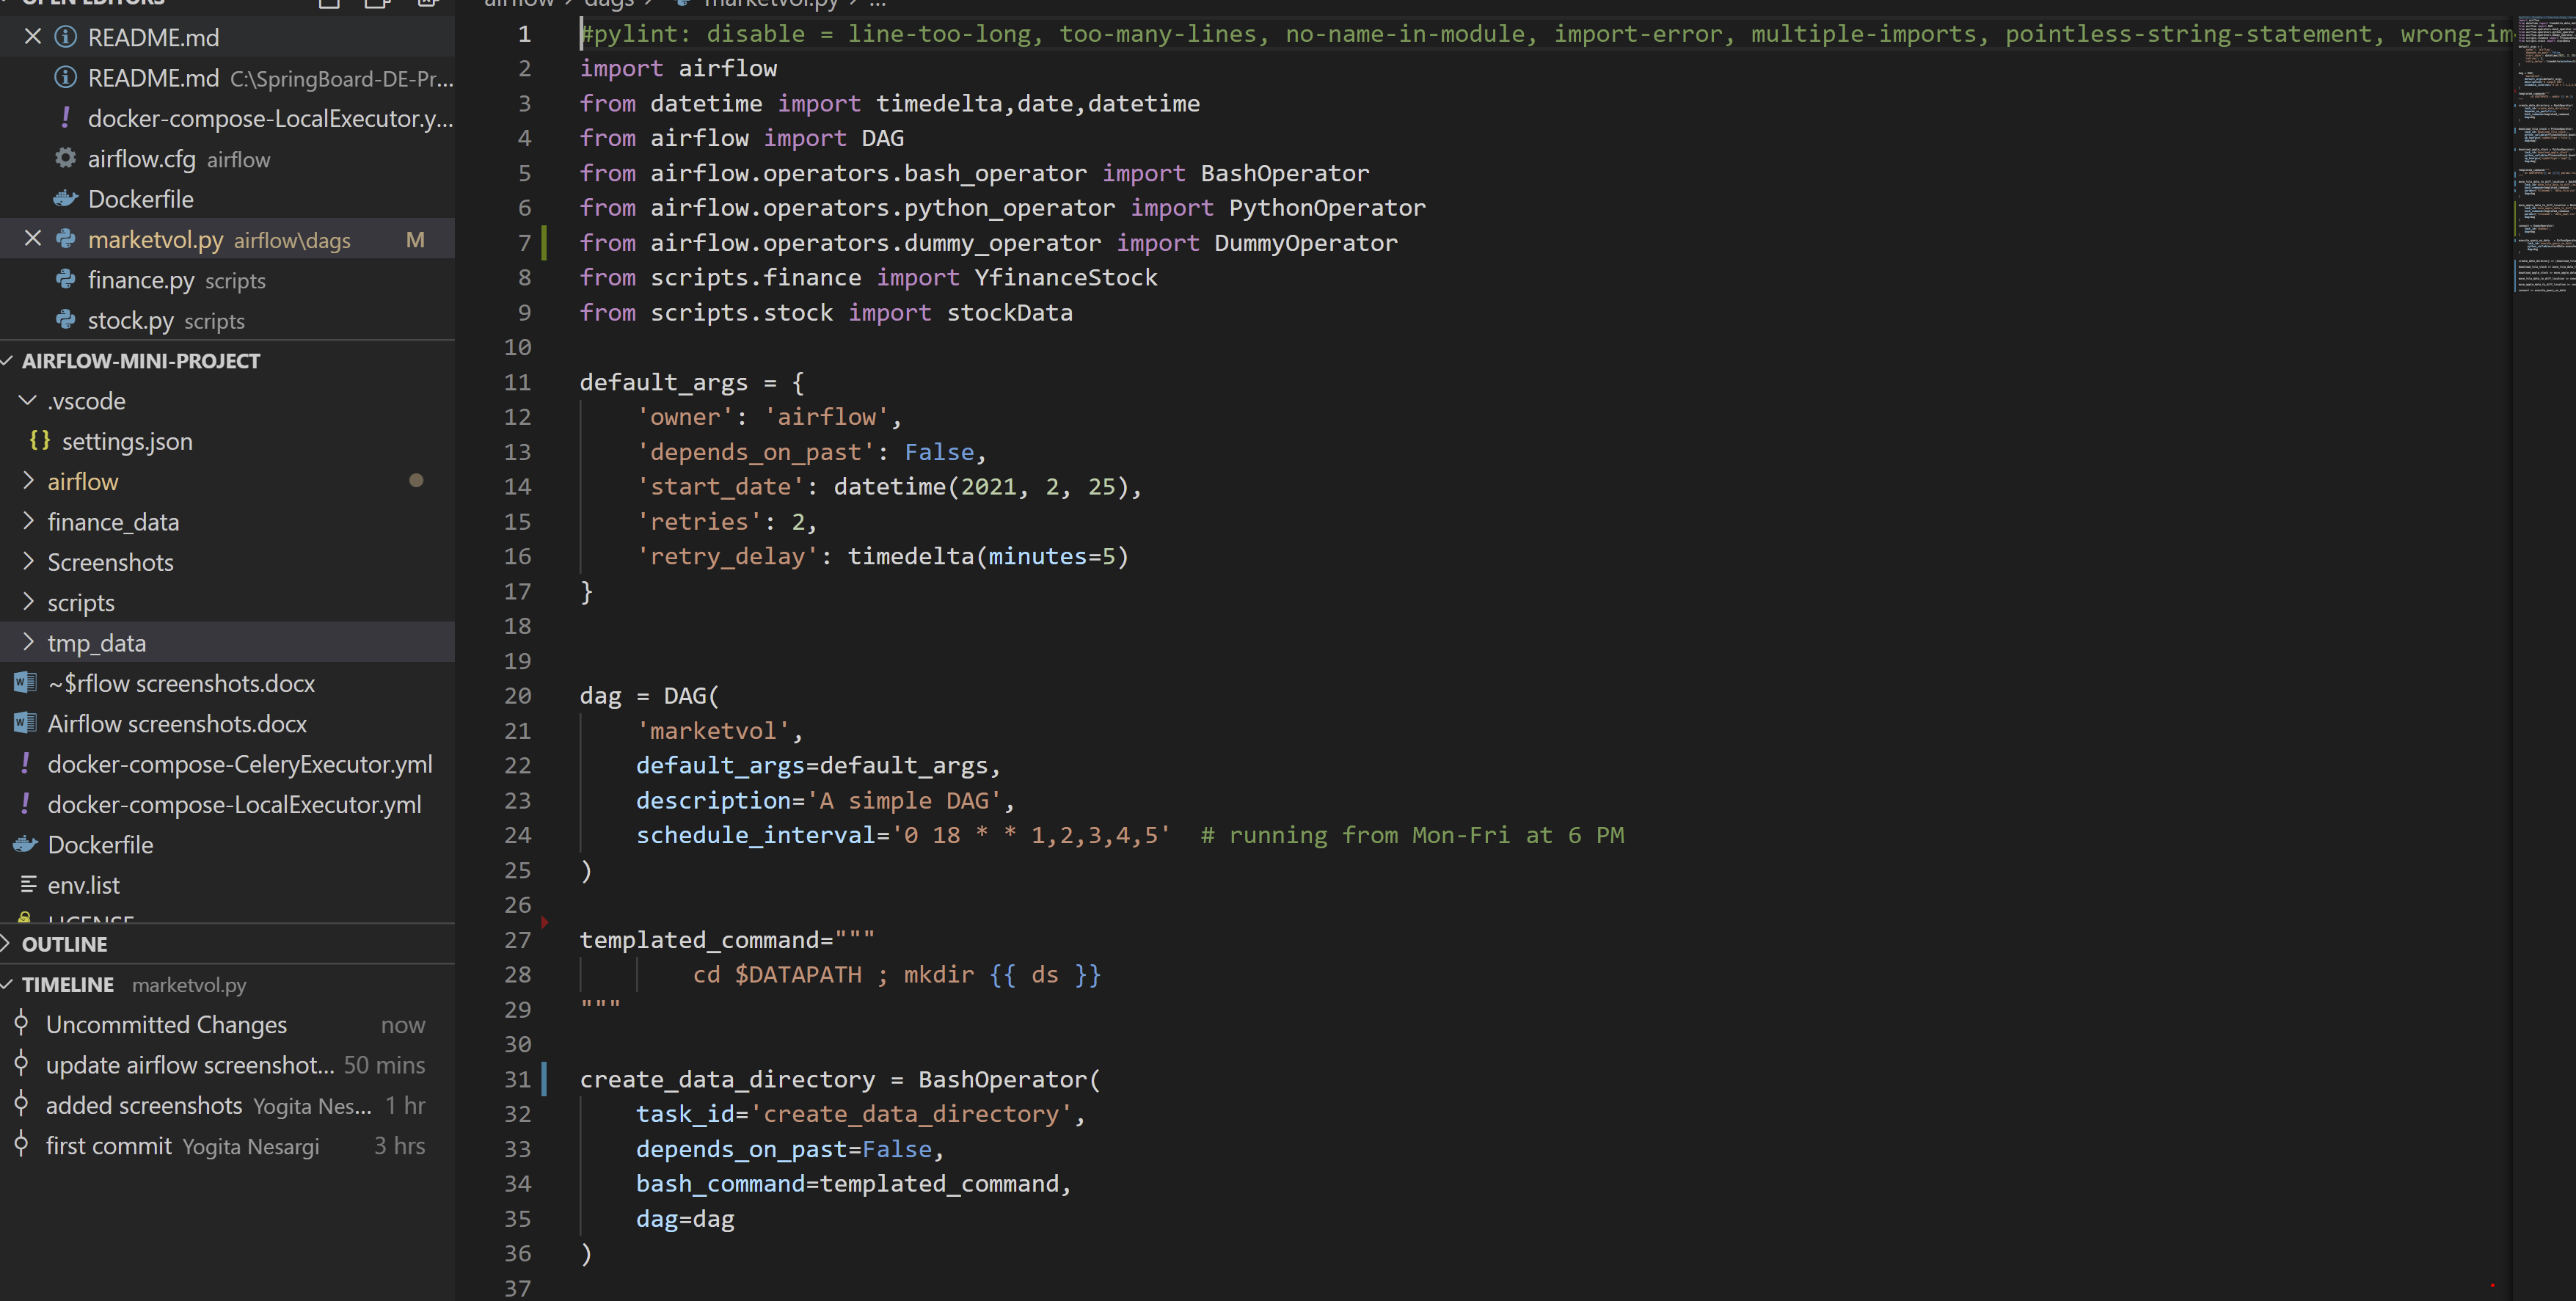 OPEN EDITORS
README.md
README.md C:\SpringBoard-DE-Pr...
docker-compose-LocalExecutor.y...
airflow.cfg airflow
Dockerfile
marketvol.py airflow\dags M
finance.py scripts
stock.py scripts
AIRFLOW-MINI-PROJECT
.vscode
{} settings.json
airflow
finance_data
Screenshots
scripts
tmp_data
~$rflow screenshots.docx
Airflow screenshots.docx
docker-compose-CeleryExecutor.yml
docker-compose-LocalExecutor.yml
Dockerfile
env.list
LICENSE
OUTLINE
TIMELINE marketvol.py
Uncommitted Changes now
update airflow screenshot... 50 mins
added screenshots Yogita Nes... 1 hr
first commit Yogita Nesargi 3 hrs
airflow > dags > marketvol.py > ...
1 #pylint: disable = line-too-long, too-many-lines, no-name-in-module, import-error, multiple-imports, pointless-string-statement, wrong-im
2 import airflow
3 from datetime import timedelta,date,datetime
4 from airflow import DAG
5 from airflow.operators.bash_operator import BashOperator
6 from airflow.operators.python_operator import PythonOperator
7 from airflow.operators.dummy_operator import DummyOperator
8 from scripts.finance import YfinanceStock
9 from scripts.stock import stockData
10
11 default_args = {
12 'owner': 'airflow',
13 'depends_on_past': False,
14 'start_date': datetime(2021, 2, 25),
15 'retries': 2,
16 'retry_delay': timedelta(minutes=5)
17 }
18
19
20 dag = DAG(
21 'marketvol',
22 default_args=default_args,
23 description='A simple DAG',
24 schedule_interval='0 18 * * 1,2,3,4,5' # running from Mon-Fri at 6 PM
25 )
26
27 templated_command="""
28 cd $DATAPATH ; mkdir {{ ds }}
29 """
30
31 create_data_directory = BashOperator(
32 task_id='create_data_directory',
33 depends_on_past=False,
34 bash_command=templated_command,
35 dag=dag
36 )
37